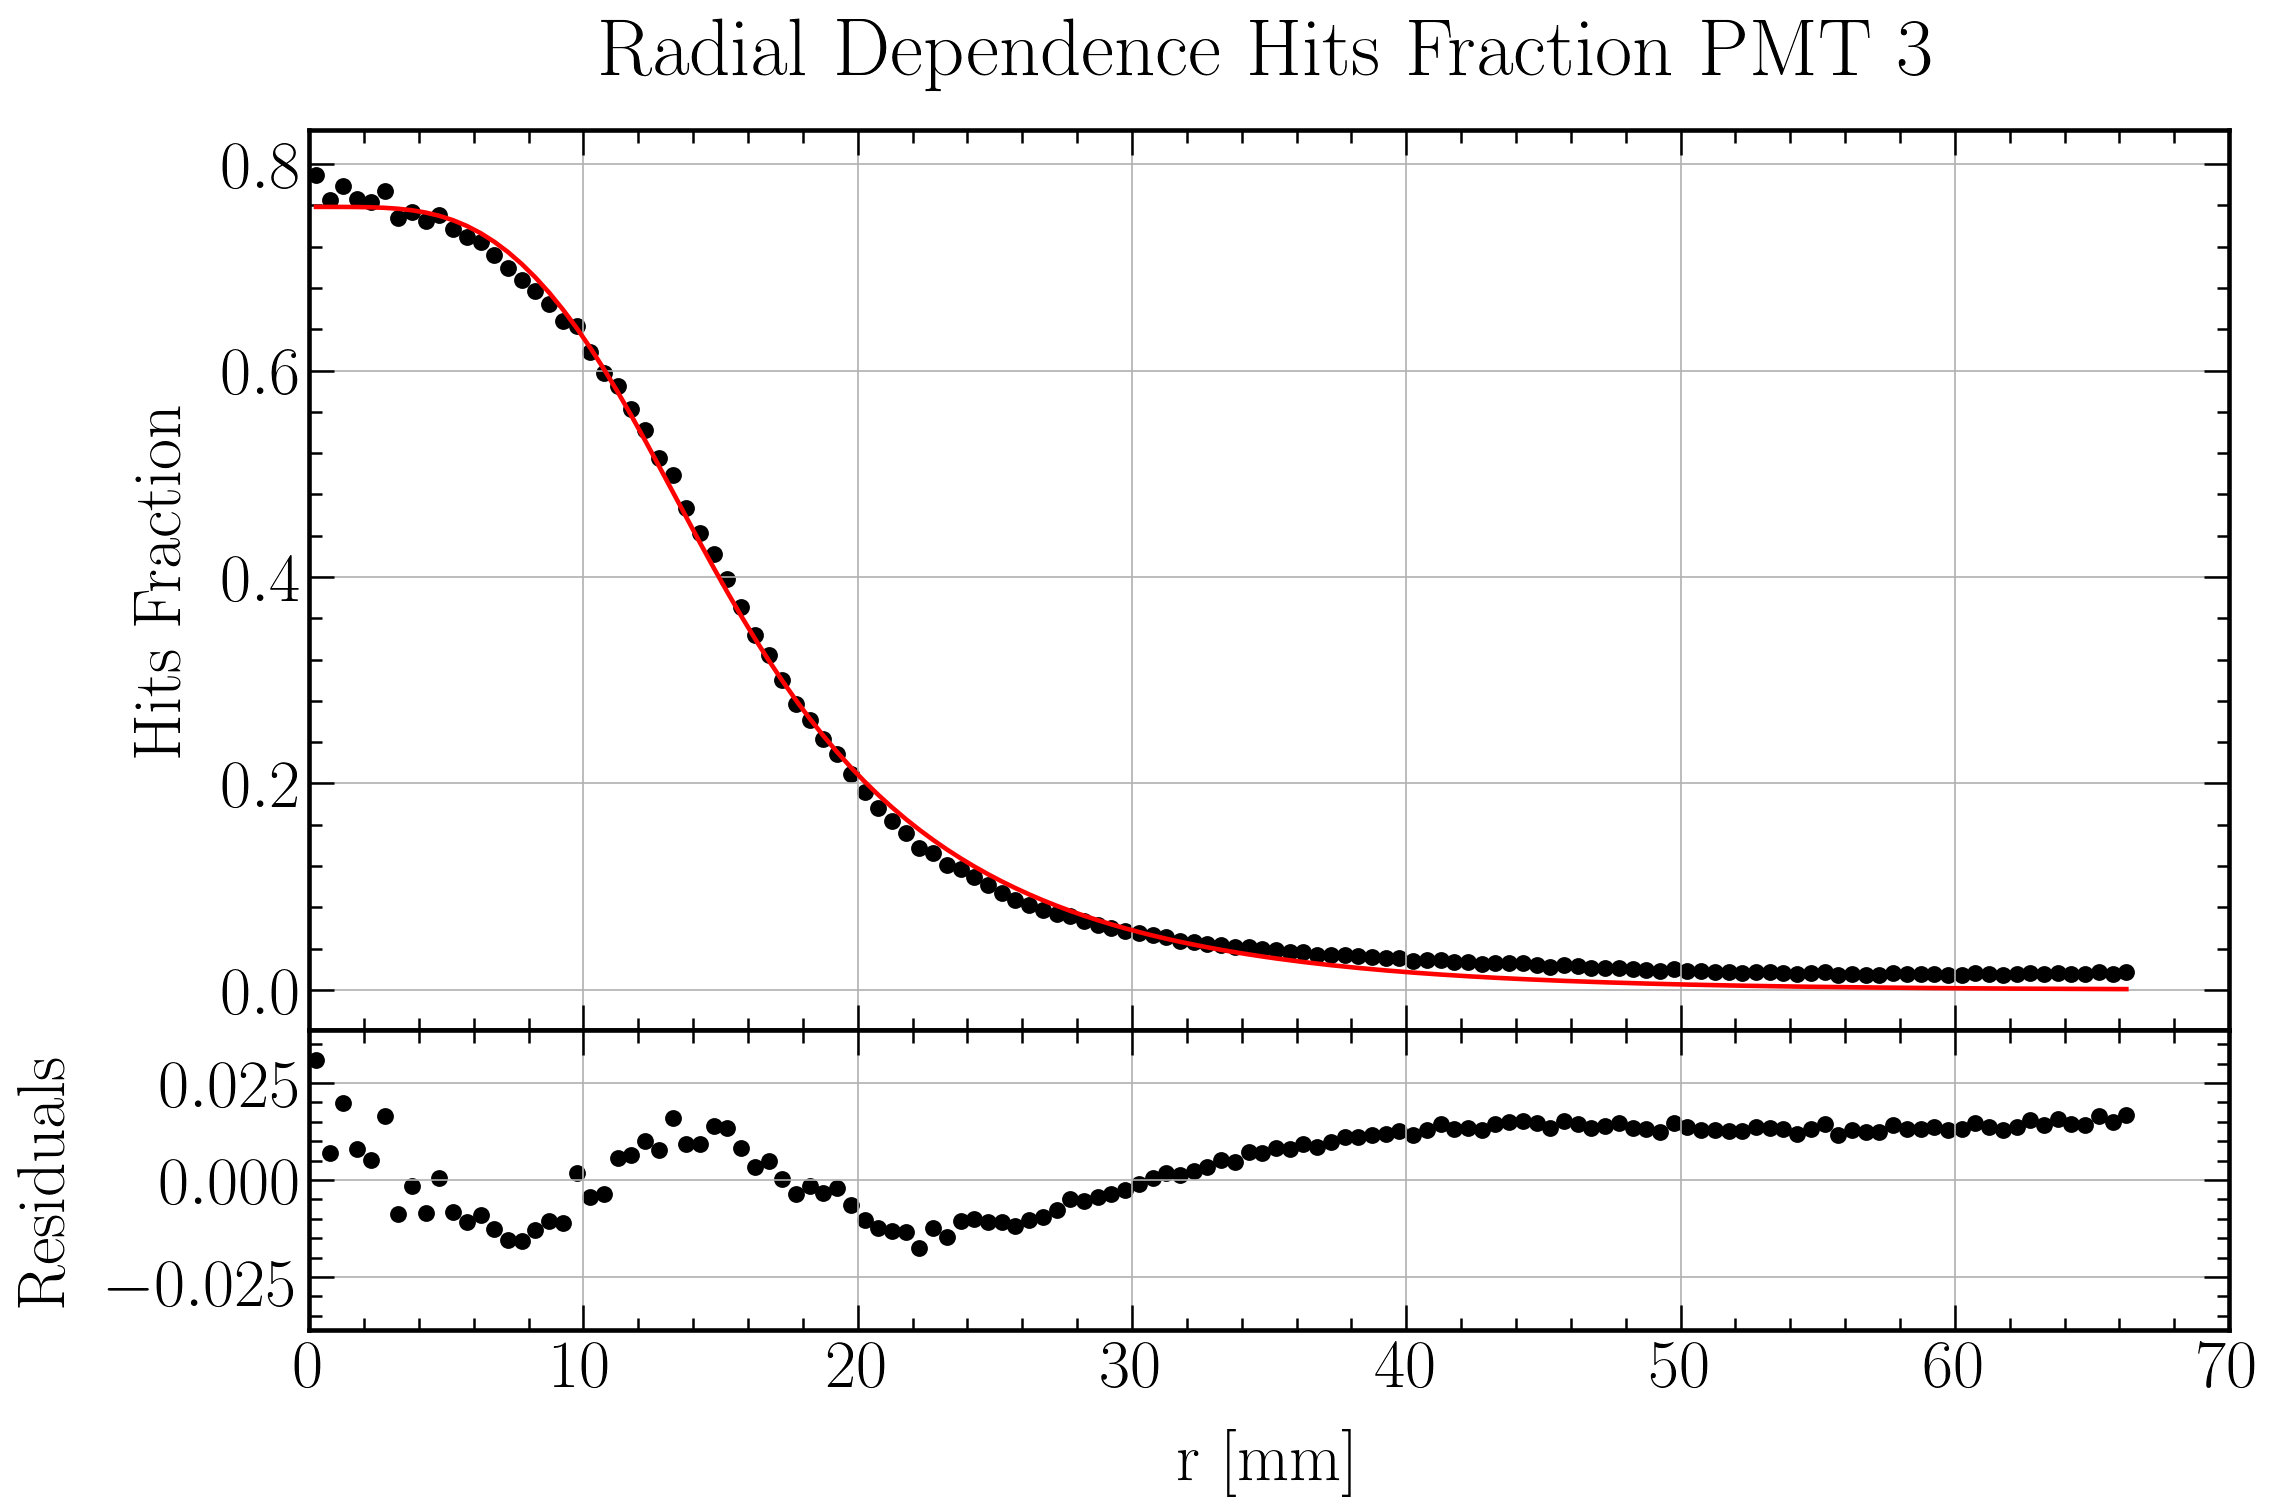 Radial Dependence Hits Fraction PMT 3
Hits Fraction
0.8
0.6
0.4
0.2
0.0
Residuals
0.025
0.000
−0.025
0 10 20 30 40 50 60 70
r [mm]